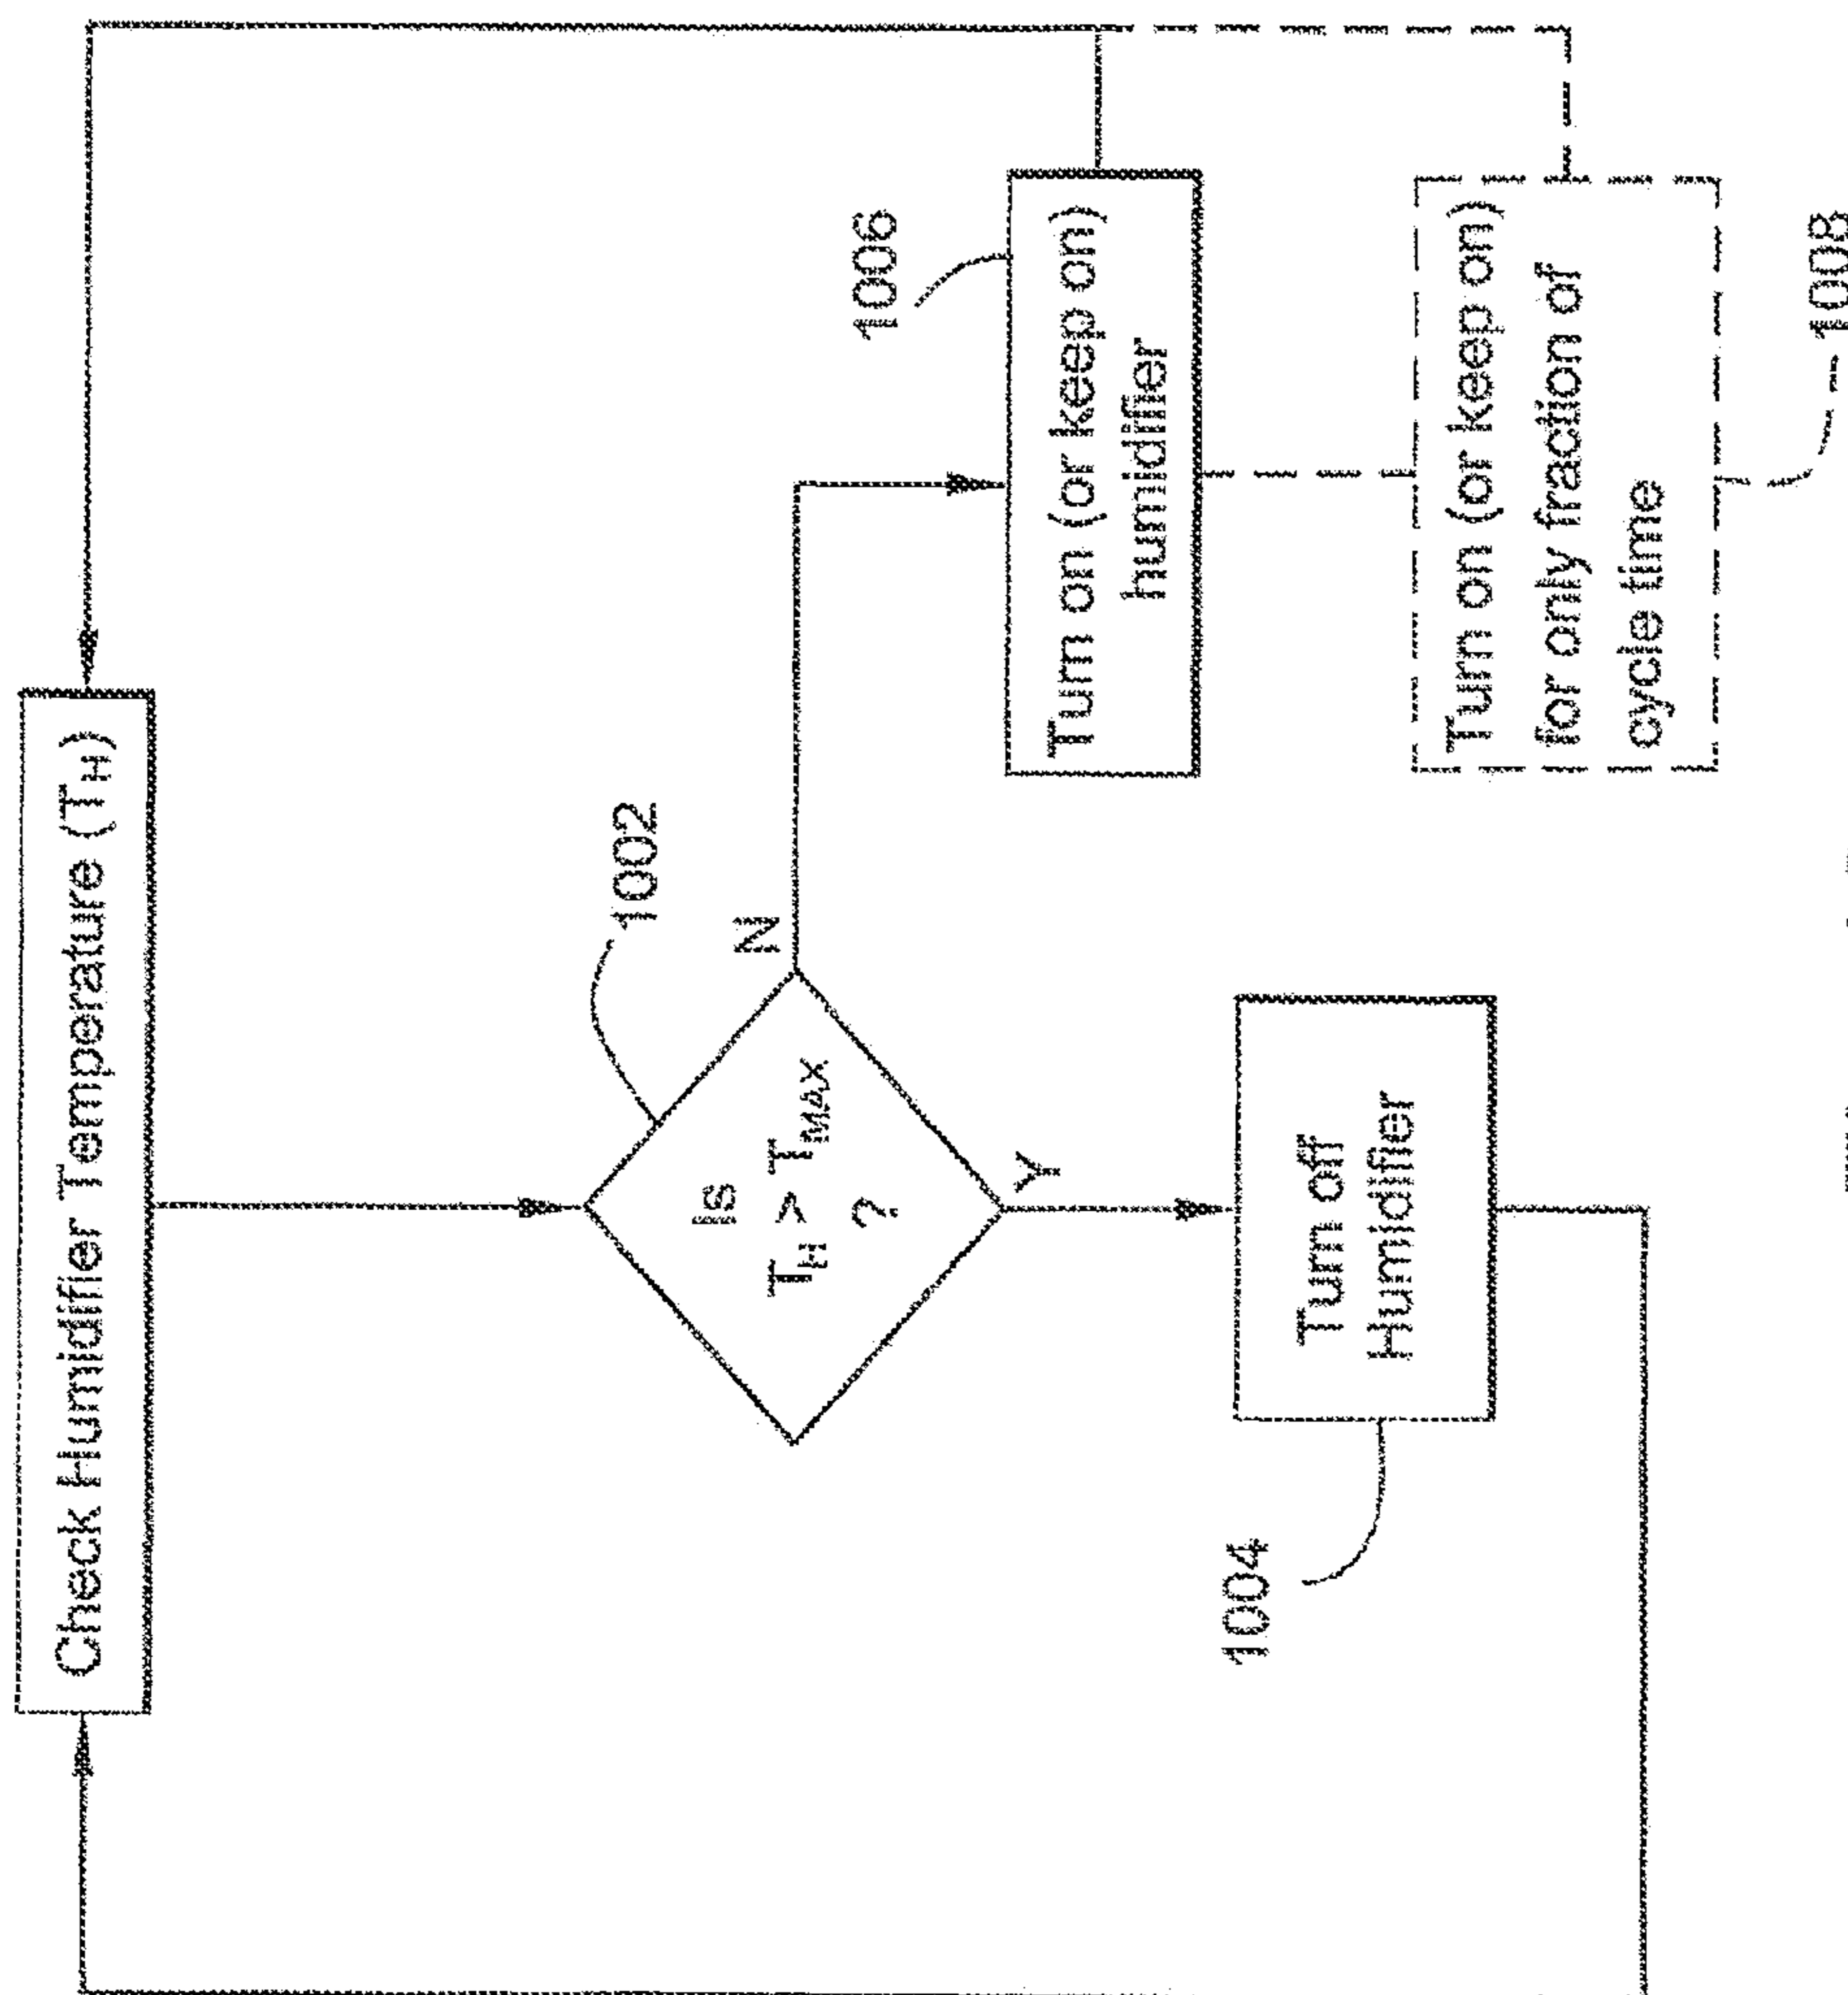 Check Humidifier Temperature (TH)
1002
Is
TH > TMAX
?
N
Y
1006
Turn on (or keep on)
humidifier
1004
Turn off
Humidifier
Turn on (or keep on)
for only fraction of
cycle time
1008